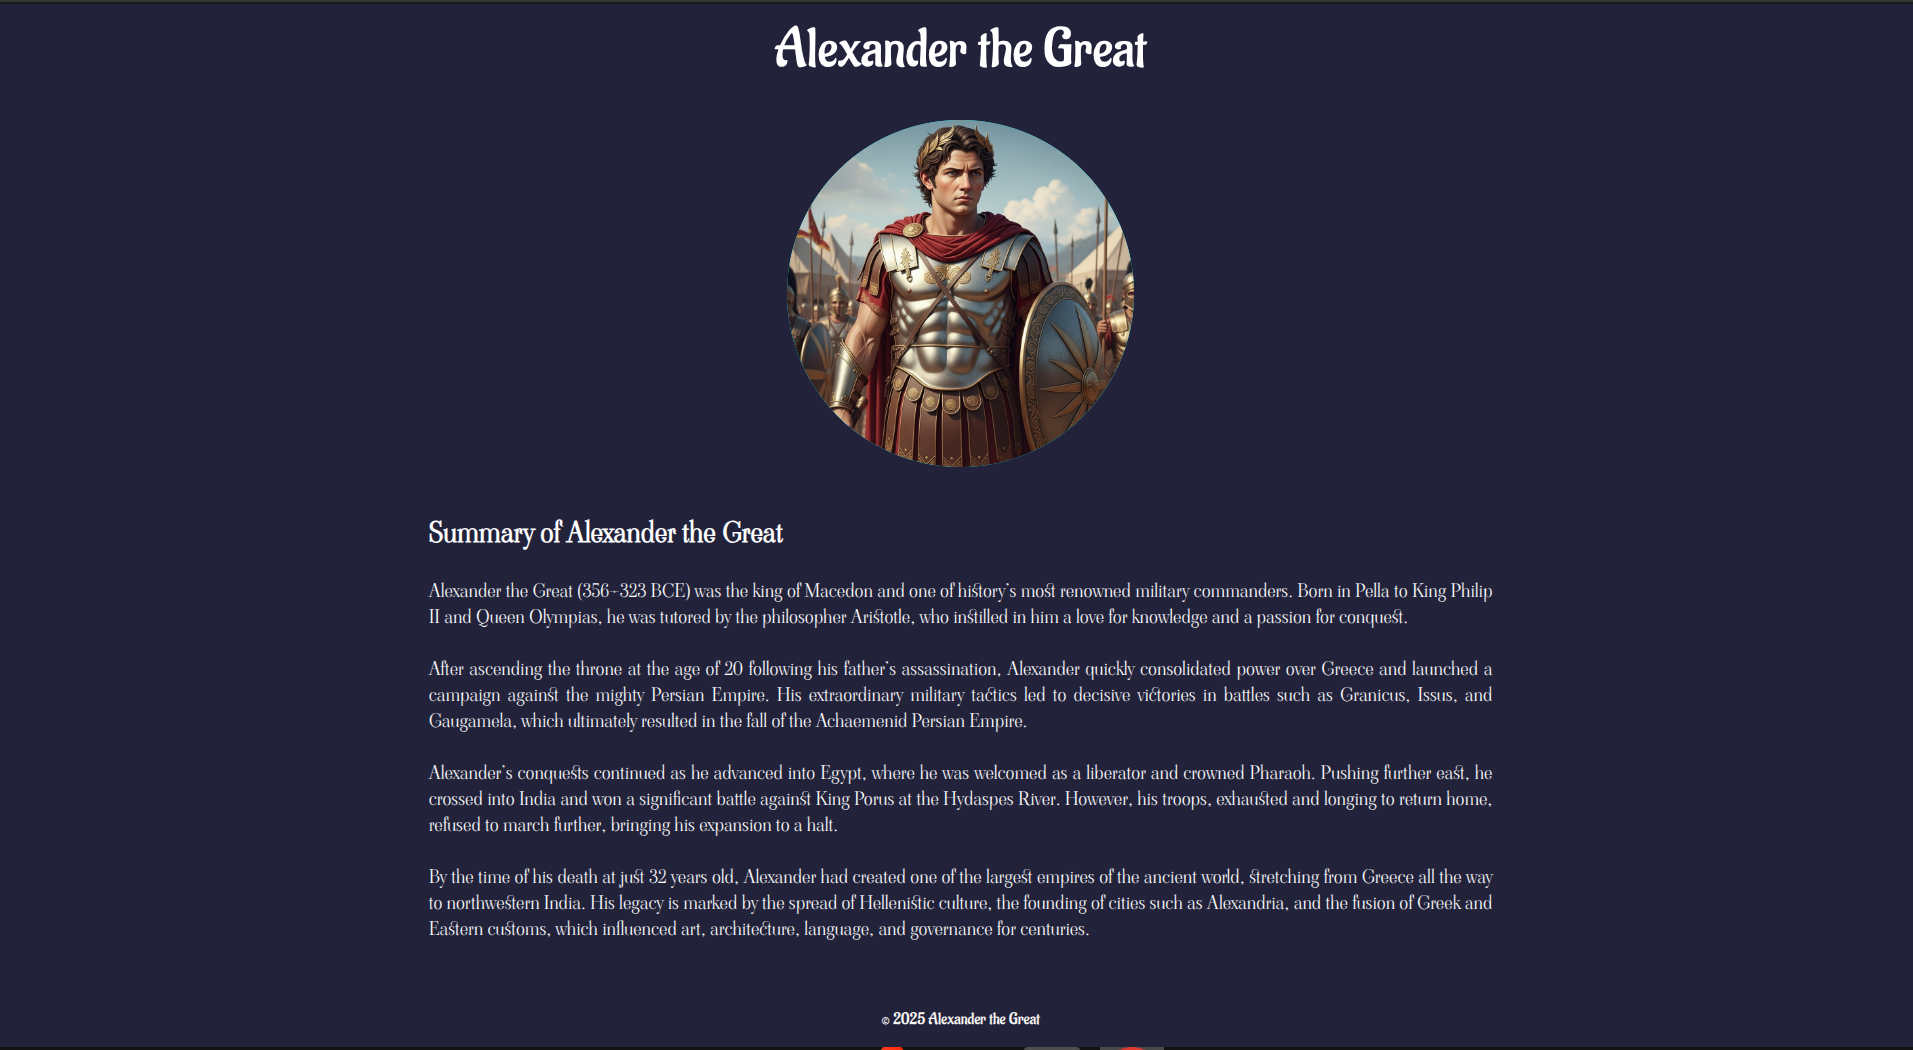 Alexander the Great
Summary of Alexander the Great
Alexander the Great (356–323 BCE) was the king of Macedon and one of history's most renowned military commanders. Born in Pella to King Philip
II and Queen Olympias, he was tutored by the philosopher Aristotle, who instilled in him a love for knowledge and a passion for conquest.
After ascending the throne at the age of 20 following his father's assassination, Alexander quickly consolidated power over Greece and launched a
campaign against the mighty Persian Empire. His extraordinary military tactics led to decisive victories in battles such as Granicus, Issus, and
Gaugamela, which ultimately resulted in the fall of the Achaemenid Persian Empire.
Alexander's conquests continued as he advanced into Egypt, where he was welcomed as a liberator and crowned Pharaoh. Pushing further east, he
crossed into India and won a significant battle against King Porus at the Hydaspes River. However, his troops, exhausted and longing to return home,
refused to march further, bringing his expansion to a halt.
By the time of his death at just 32 years old, Alexander had created one of the largest empires of the ancient world, stretching from Greece all the way
to northwestern India. His legacy is marked by the spread of Hellenistic culture, the founding of cities such as Alexandria, and the fusion of Greek and
Eastern customs, which influenced art, architecture, language, and governance for centuries.
© 2025 Alexander the Great